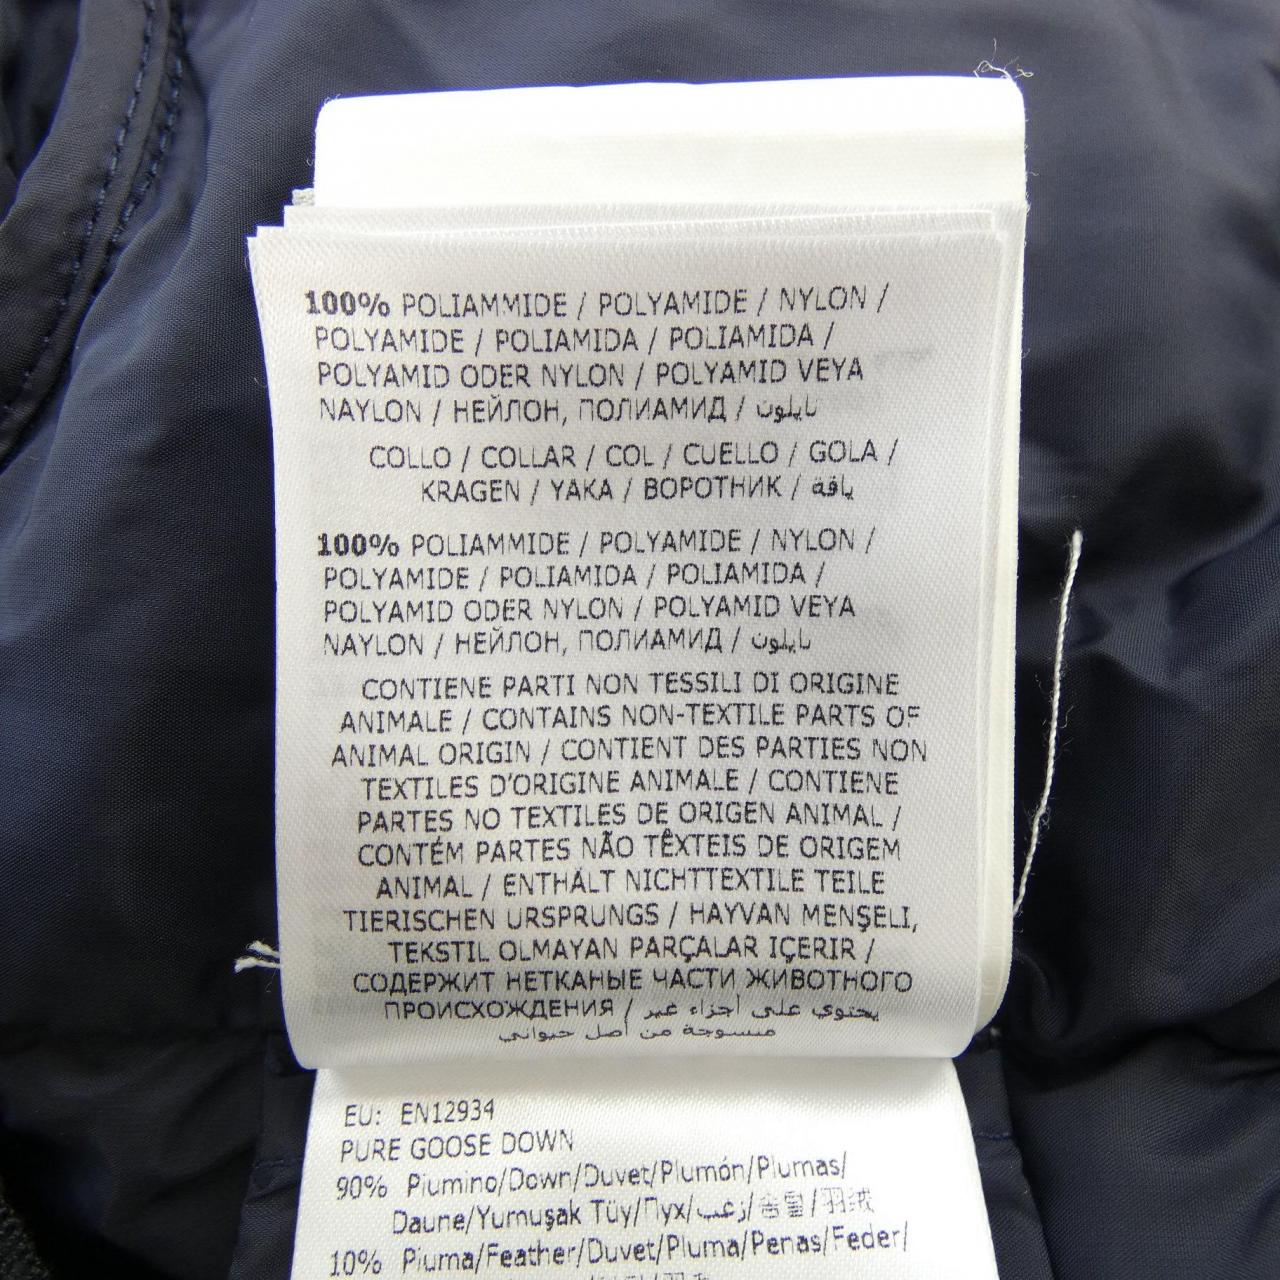 100% POLIAMMIDE / POLYAMIDE / NYLON /
POLYAMIDE / POLIAMIDA / POLIAMIDA /
POLYAMID ODER NYLON / POLYAMID VEYA
NAYLON / НЕЙЛОН, ПОЛИАМИД / نايلون
COLLO / COLLAR / COL / CUELLO / GOLA /
KRAGEN / YAKA / ВОРОТНИК / ياقة
100% POLIAMMIDE / POLYAMIDE / NYLON /
POLYAMIDE / POLIAMIDA / POLIAMIDA /
POLYAMID ODER NYLON / POLYAMID VEYA
NAYLON / НЕЙЛОН, ПОЛИАМИД / نايلون
CONTIENE PARTI NON TESSILI DI ORIGINE
ANIMALE / CONTAINS NON-TEXTILE PARTS OF
ANIMAL ORIGIN / CONTIENT DES PARTIES NON
TEXTILES D'ORIGINE ANIMALE / CONTIENE
PARTES NO TEXTILES DE ORIGEN ANIMAL /
CONTÉM PARTES NÃO TÊXTEIS DE ORIGEM
ANIMAL / ENTHÄLT NICHTTEXTILE TEILE
TIERISCHEN URSPRUNGS / HAYVAN MENŞELİ,
TEKSTIL OLMAYAN PARÇALAR IÇERIR /
СОДЕРЖИТ НЕТКАНЫЕ ЧАСТИ ЖИВОТНОГО
ПРОИСХОЖДЕНИЯ / يحتوي على أجزاء غير
منسوجة من أصل حيواني
EU: EN12934
PURE GOOSE DOWN
90% Piumino/Down/Duvet/Plumón/Plumas/
Daune/Yumuşak Tüy/Пух/زغب/솜털/羽绒
10% Piuma/Feather/Duvet/Pluma/Penas/Feder/